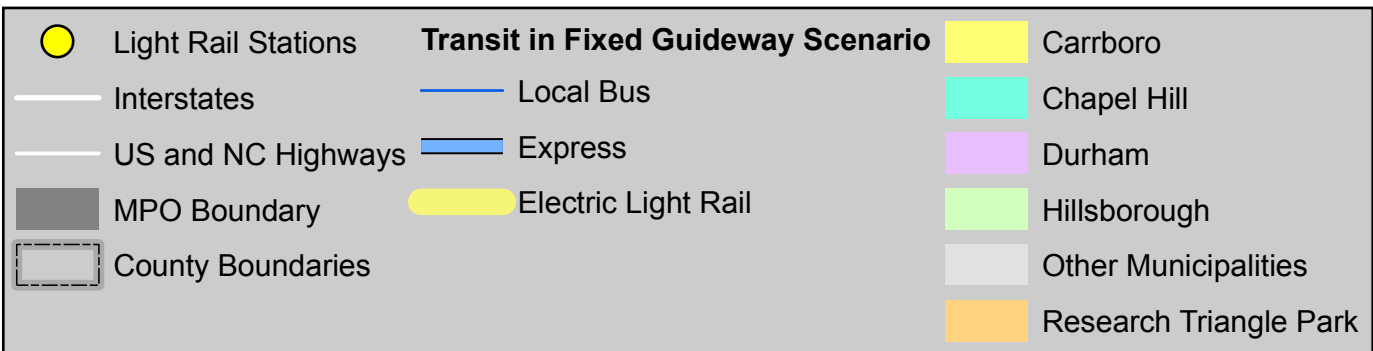 Light Rail Stations
Interstates
US and NC Highways
MPO Boundary
County Boundaries
Transit in Fixed Guideway Scenario
Local Bus
Express
Electric Light Rail
Carrboro
Chapel Hill
Durham
Hillsborough
Other Municipalities
Research Triangle Park